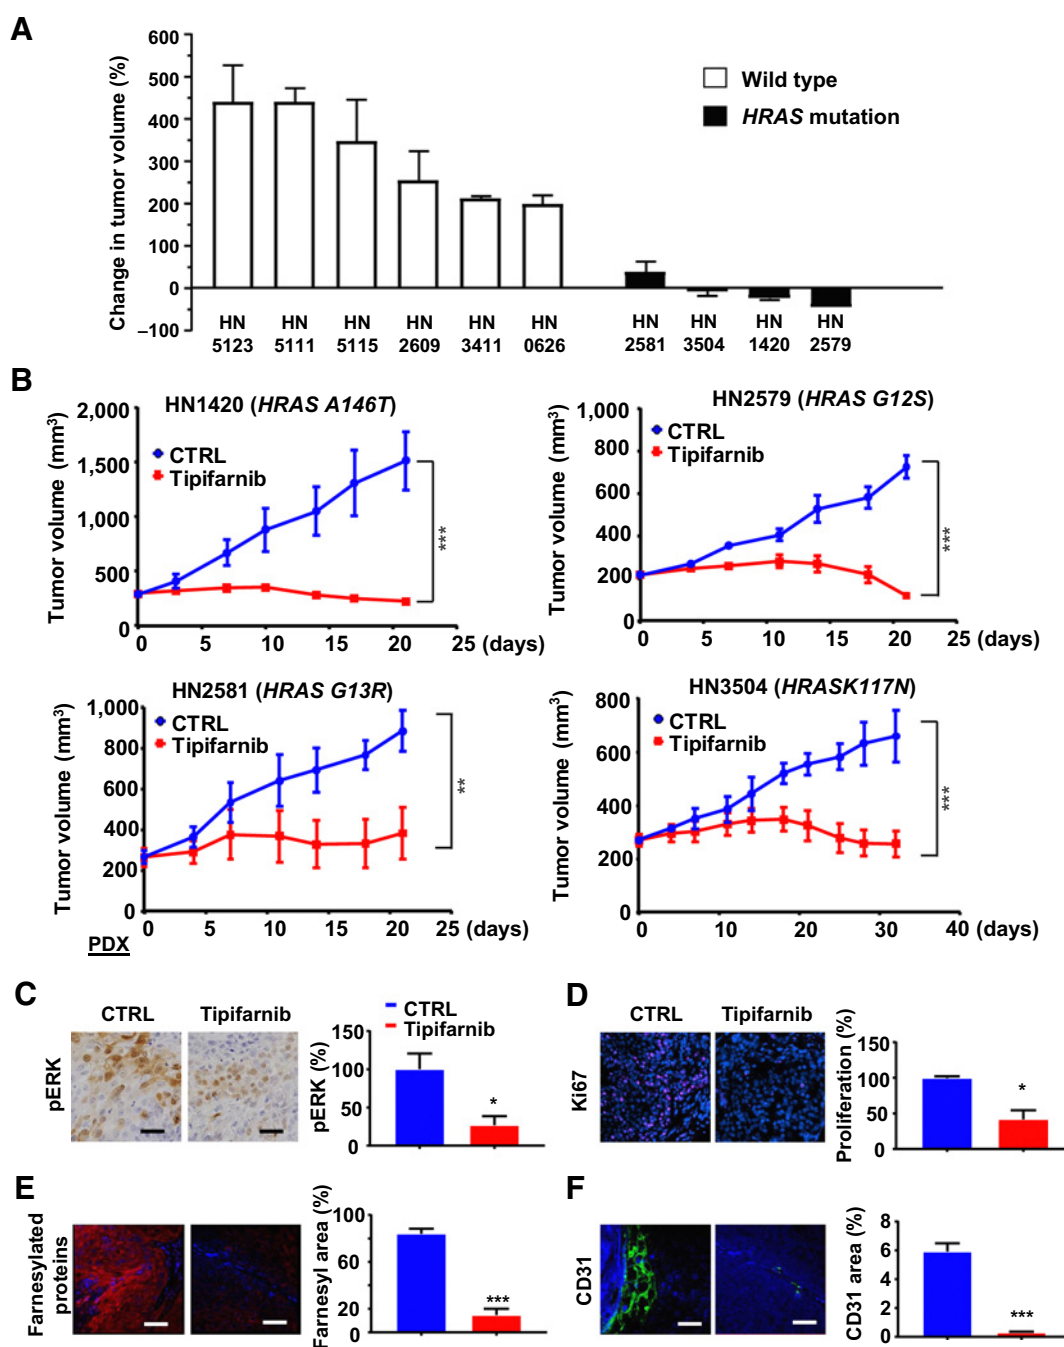 A
Change in tumor volume (%)
600
500
400
300
200
100
0
–100
Wild type
HRAS mutation
HN HN HN HN HN HN HN HN HN HN
5123 5111 5115 2609 3411 0626 2581 3504 1420 2579
B
HN1420 (HRAS A146T)
Tumor volume (mm3)
2,000
1,500
1,000
500
0
CTRL
Tipifarnib
***
0 5 10 15 20 25 (days)
HN2579 (HRAS G12S)
Tumor volume (mm3)
1,000
800
600
400
200
0
CTRL
Tipifarnib
***
0 5 10 15 20 25 (days)
HN2581 (HRAS G13R)
Tumor volume (mm3)
1,000
800
600
400
200
0
CTRL
Tipifarnib
**
0 5 10 15 20 25 (days)
HN3504 (HRASK117N)
Tumor volume (mm3)
800
600
400
200
0
CTRL
Tipifarnib
***
0 10 20 30 40 (days)
PDX
C
CTRL Tipifarnib
pERK
CTRL
Tipifarnib
pERK (%)
150
100
50
0
*
D
CTRL Tipifarnib
Ki67
Proliferation (%)
150
100
50
0
*
E
Farnesylated
proteins
Farnesyl area (%)
100
60
20
0
***
F
CD31
CD31 area (%)
8
6
4
2
0
***